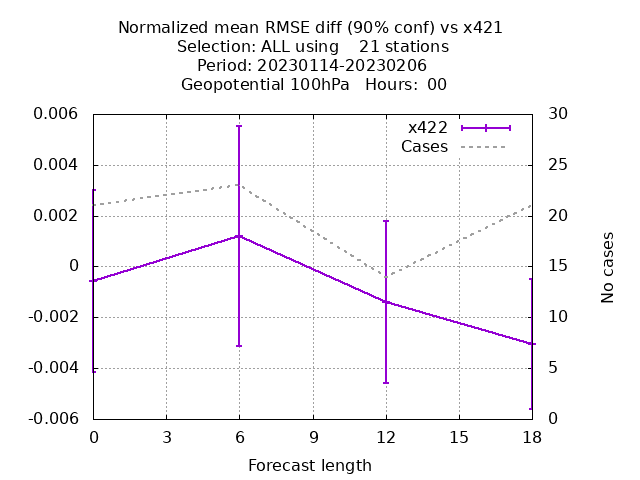 Normalized mean RMSE diff (90% conf) vs x421
Selection: ALL using    21 stations
Period: 20230114-20230206
Geopotential 100hPa   Hours:  00
x422
Cases
0.006
0.004
0.002
0
-0.002
-0.004
-0.006
30
25
20
15
10
5
0
No cases
0 3 6 9 12 15 18
Forecast length